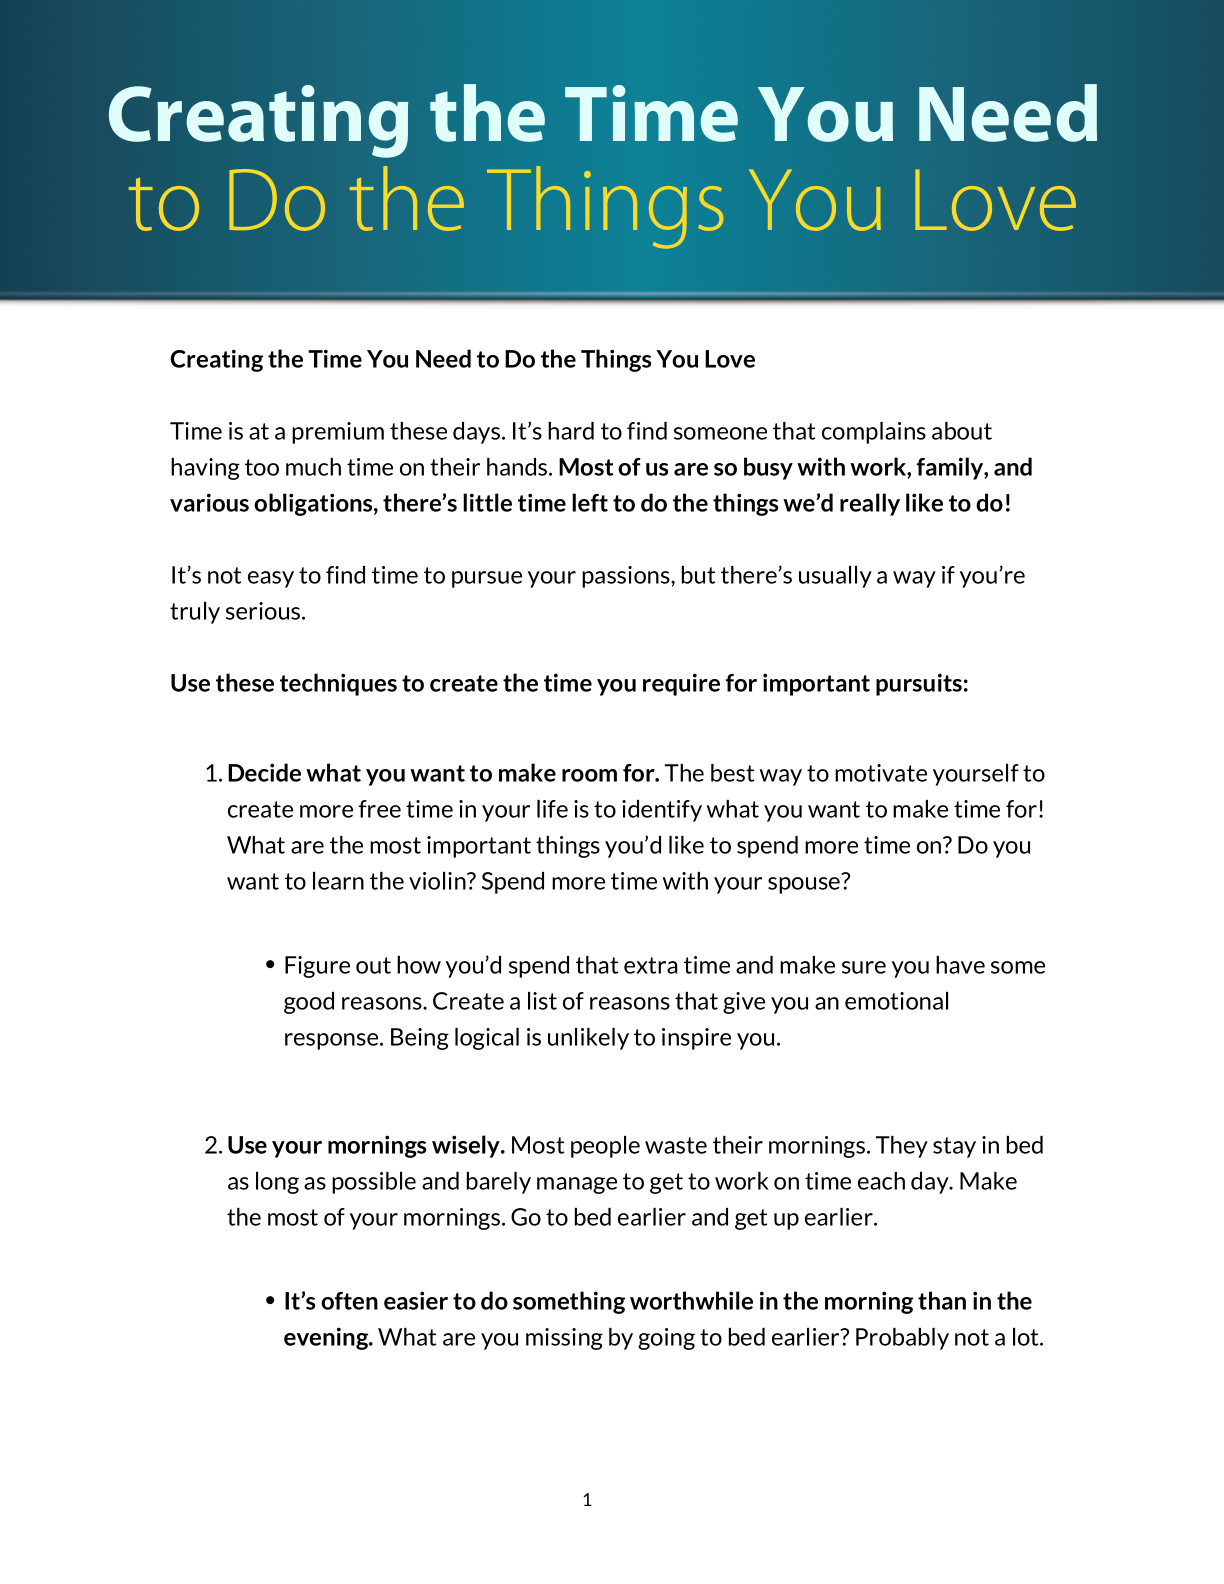 Creating the Time You Need
to Do the Things You Love
Creating the Time You Need to Do the Things You Love
Time is at a premium these days. It’s hard to find someone that complains about
having too much time on their hands. Most of us are so busy with work, family, and
various obligations, there’s little time left to do the things we’d really like to do!
It’s not easy to find time to pursue your passions, but there’s usually a way if you’re
truly serious.
Use these techniques to create the time you require for important pursuits:
1. Decide what you want to make room for. The best way to motivate yourself to
create more free time in your life is to identify what you want to make time for!
What are the most important things you’d like to spend more time on? Do you
want to learn the violin? Spend more time with your spouse?
• Figure out how you’d spend that extra time and make sure you have some
good reasons. Create a list of reasons that give you an emotional
response. Being logical is unlikely to inspire you.
2. Use your mornings wisely. Most people waste their mornings. They stay in bed
as long as possible and barely manage to get to work on time each day. Make
the most of your mornings. Go to bed earlier and get up earlier.
• It’s often easier to do something worthwhile in the morning than in the
evening. What are you missing by going to bed earlier? Probably not a lot.
1